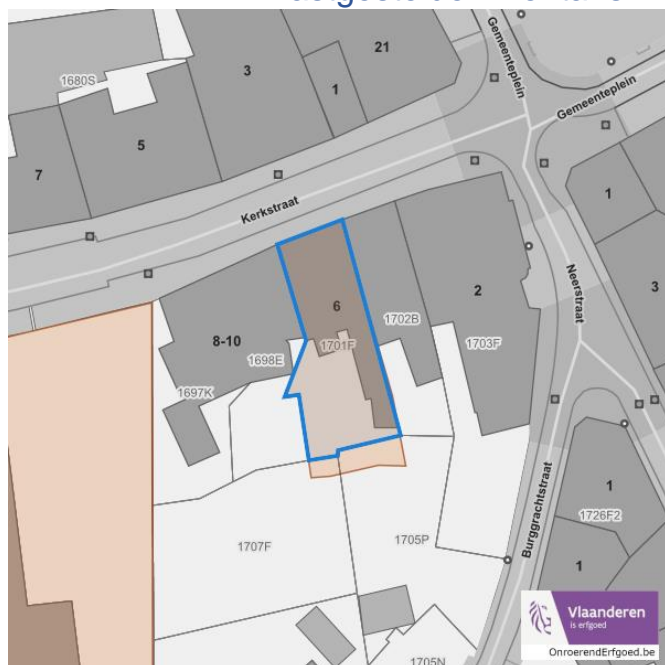 1680S
3
1
21
5
7
Gemeenteplein
Gemeenteplein
Kerkstraat
1
3
Neerstraat
6
2
8-10
1701F
1702B
1703F
1698E
1697K
Burggrachtstraat
1
1726F2
1
1707F
1705P
1705N
Vlaanderen
is erfgoed
OnroerendErfgoed.be